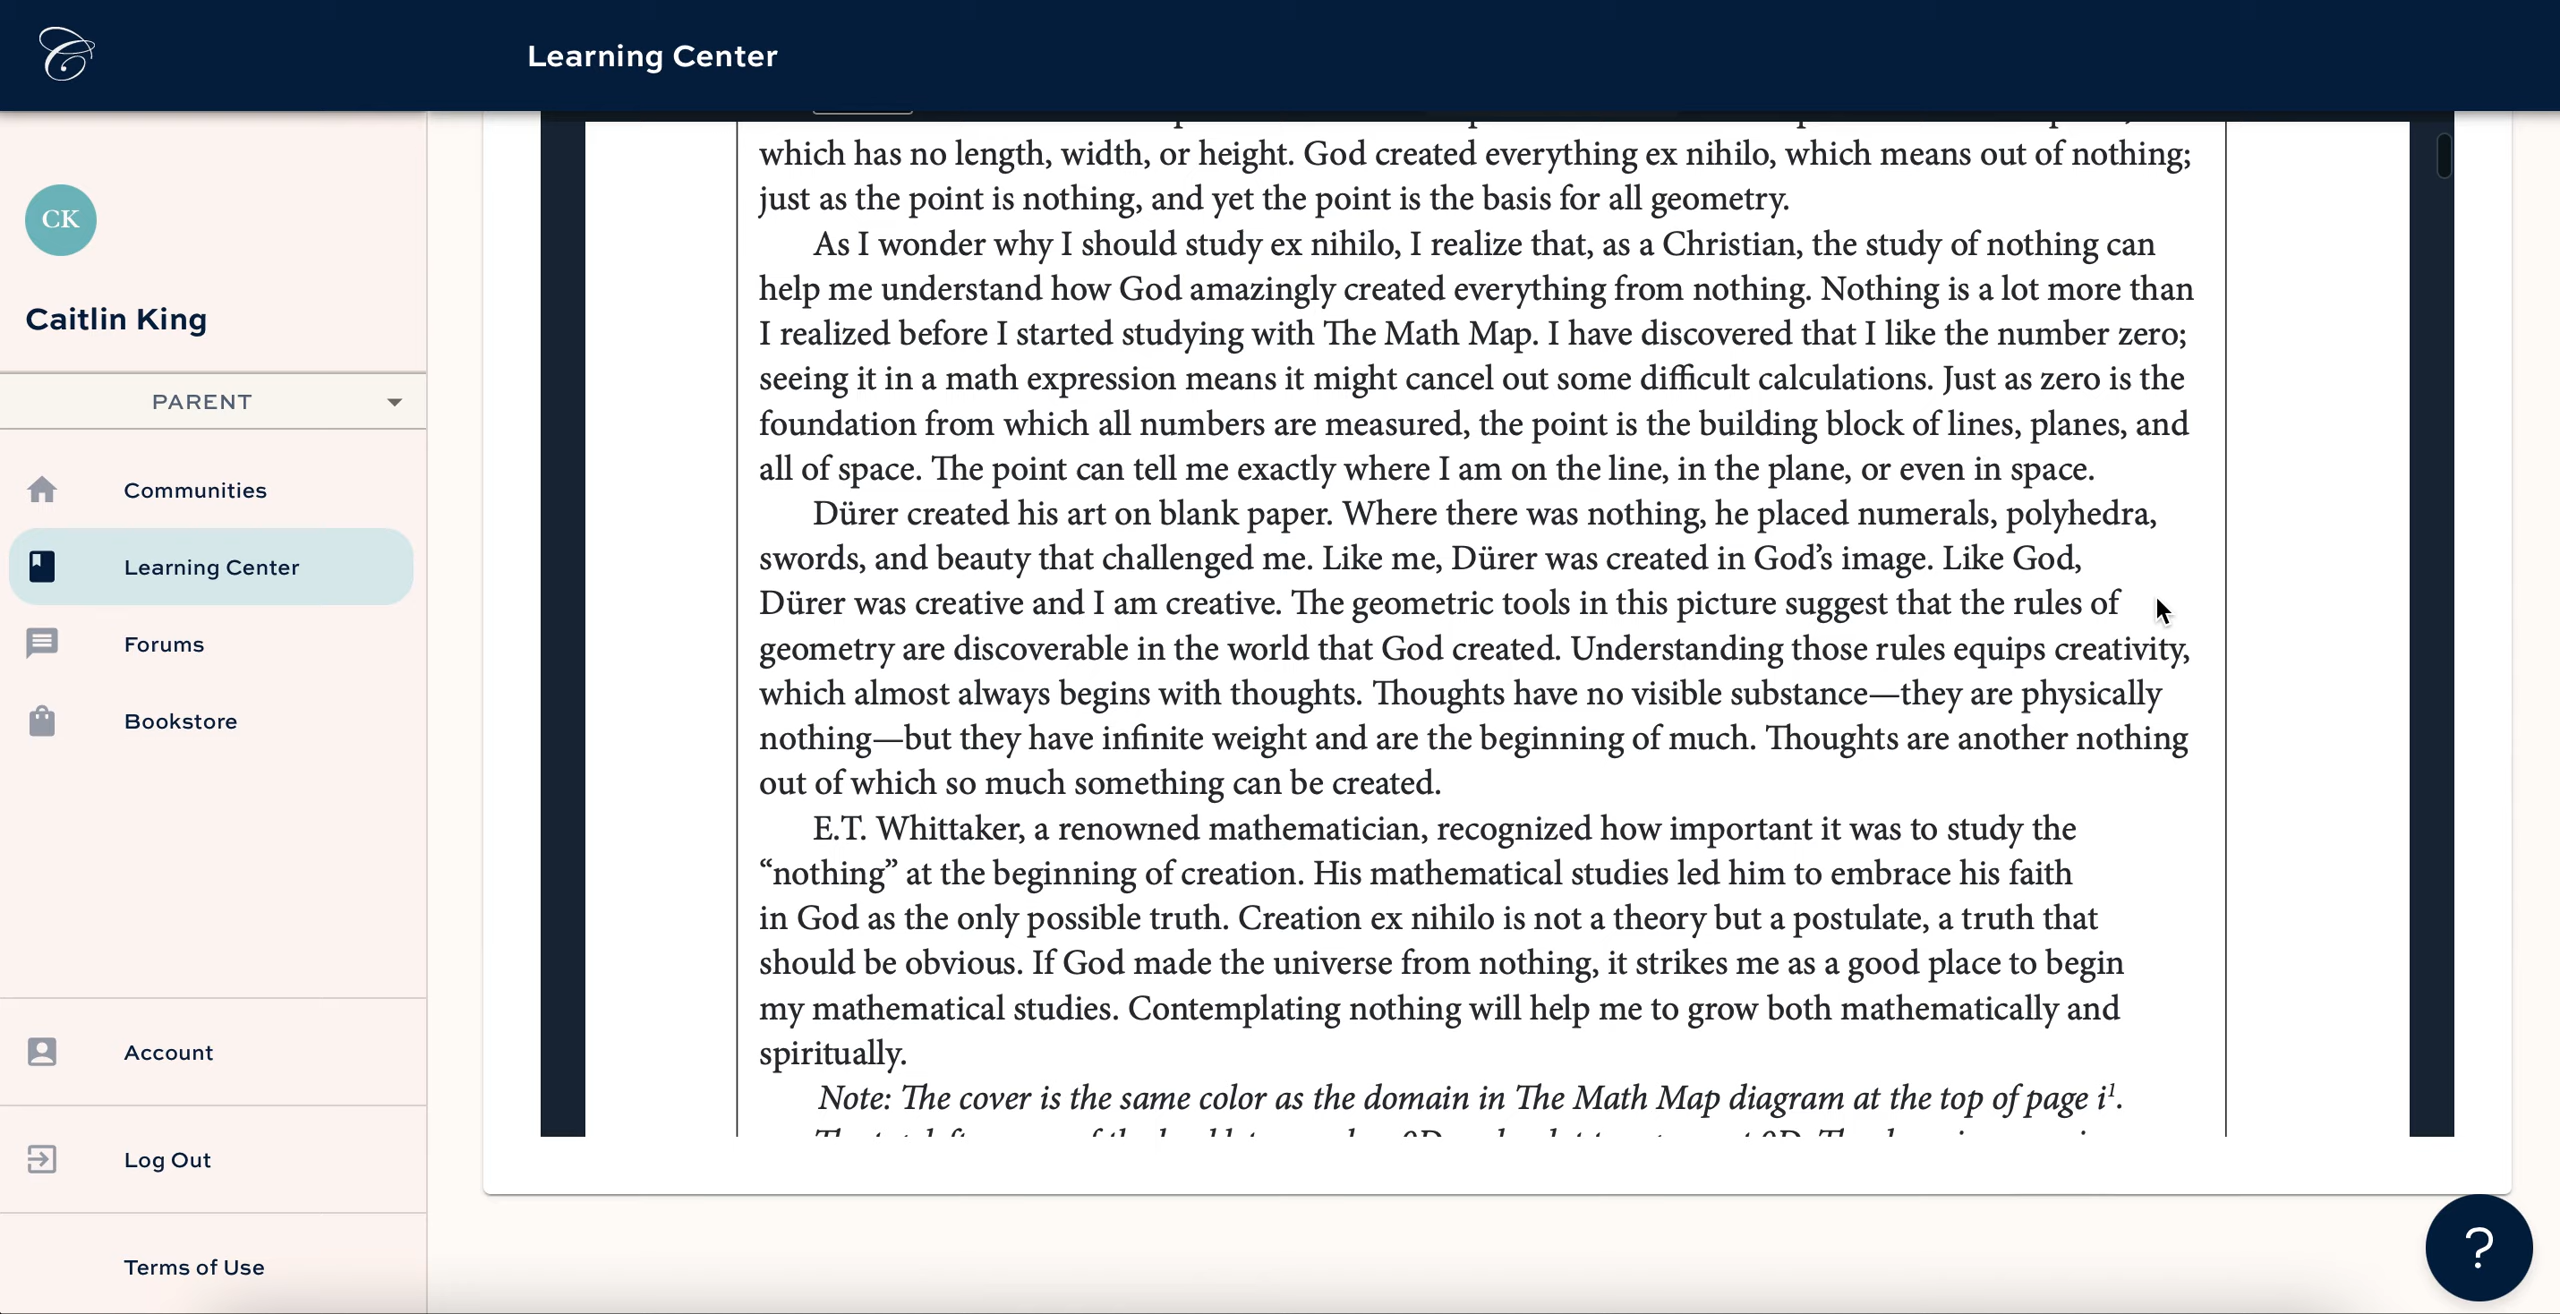 Learning Center
CK
Caitlin King
PARENT
Communities
Learning Center
Forums
Bookstore
Account
Log Out
Terms of Use
which has no length, width, or height. God created everything ex nihilo, which means out of nothing;
just as the point is nothing, and yet the point is the basis for all geometry.
As I wonder why I should study ex nihilo, I realize that, as a Christian, the study of nothing can
help me understand how God amazingly created everything from nothing. Nothing is a lot more than
I realized before I started studying with The Math Map. I have discovered that I like the number zero;
seeing it in a math expression means it might cancel out some difficult calculations. Just as zero is the
foundation from which all numbers are measured, the point is the building block of lines, planes, and
all of space. The point can tell me exactly where I am on the line, in the plane, or even in space.
Dürer created his art on blank paper. Where there was nothing, he placed numerals, polyhedra,
swords, and beauty that challenged me. Like me, Dürer was created in God’s image. Like God,
Dürer was creative and I am creative. The geometric tools in this picture suggest that the rules of
geometry are discoverable in the world that God created. Understanding those rules equips creativity,
which almost always begins with thoughts. Thoughts have no visible substance—they are physically
nothing—but they have infinite weight and are the beginning of much. Thoughts are another nothing
out of which so much something can be created.
E.T. Whittaker, a renowned mathematician, recognized how important it was to study the
“nothing” at the beginning of creation. His mathematical studies led him to embrace his faith
in God as the only possible truth. Creation ex nihilo is not a theory but a postulate, a truth that
should be obvious. If God made the universe from nothing, it strikes me as a good place to begin
my mathematical studies. Contemplating nothing will help me to grow both mathematically and
spiritually.
Note: The cover is the same color as the domain in The Math Map diagram at the top of page i¹.
?